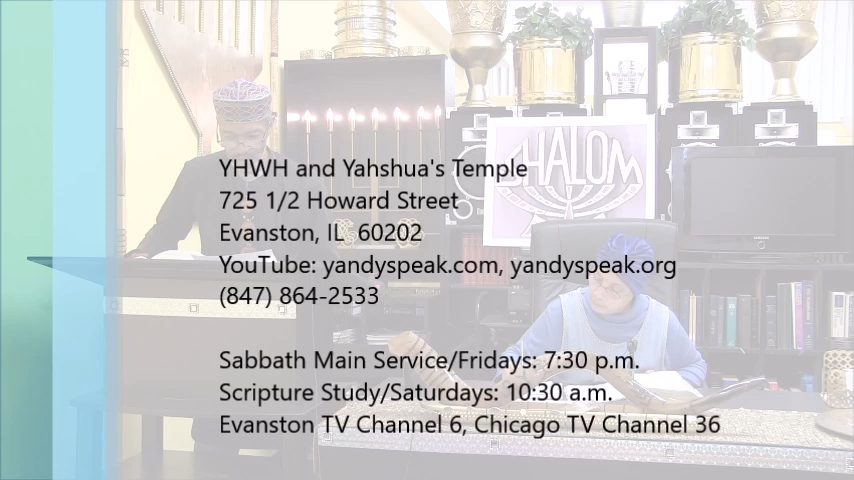 SHALOM
YHWH and Yahshua's Temple
725 1/2 Howard Street
Evanston, IL  60202
YouTube: yandyspeak.com, yandyspeak.org
(847) 864-2533
Sabbath Main Service/Fridays: 7:30 p.m.
Scripture Study/Saturdays: 10:30 a.m.
Evanston TV Channel 6, Chicago TV Channel 36